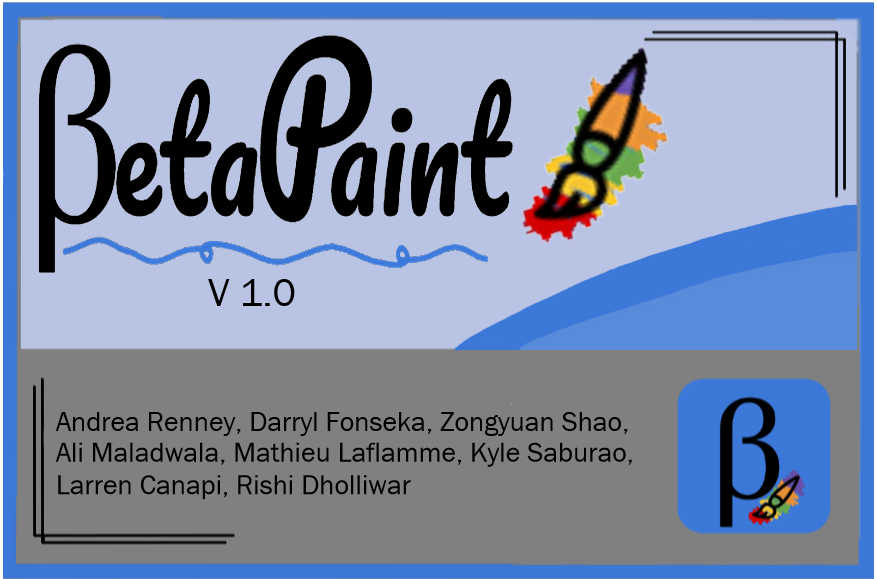 βetaPaint
V 1.0
Andrea Renney, Darryl Fonseka, Zongyuan Shao,
Ali Maladwala, Mathieu Laflamme, Kyle Saburao,
Larren Canapi, Rishi Dholliwar
β